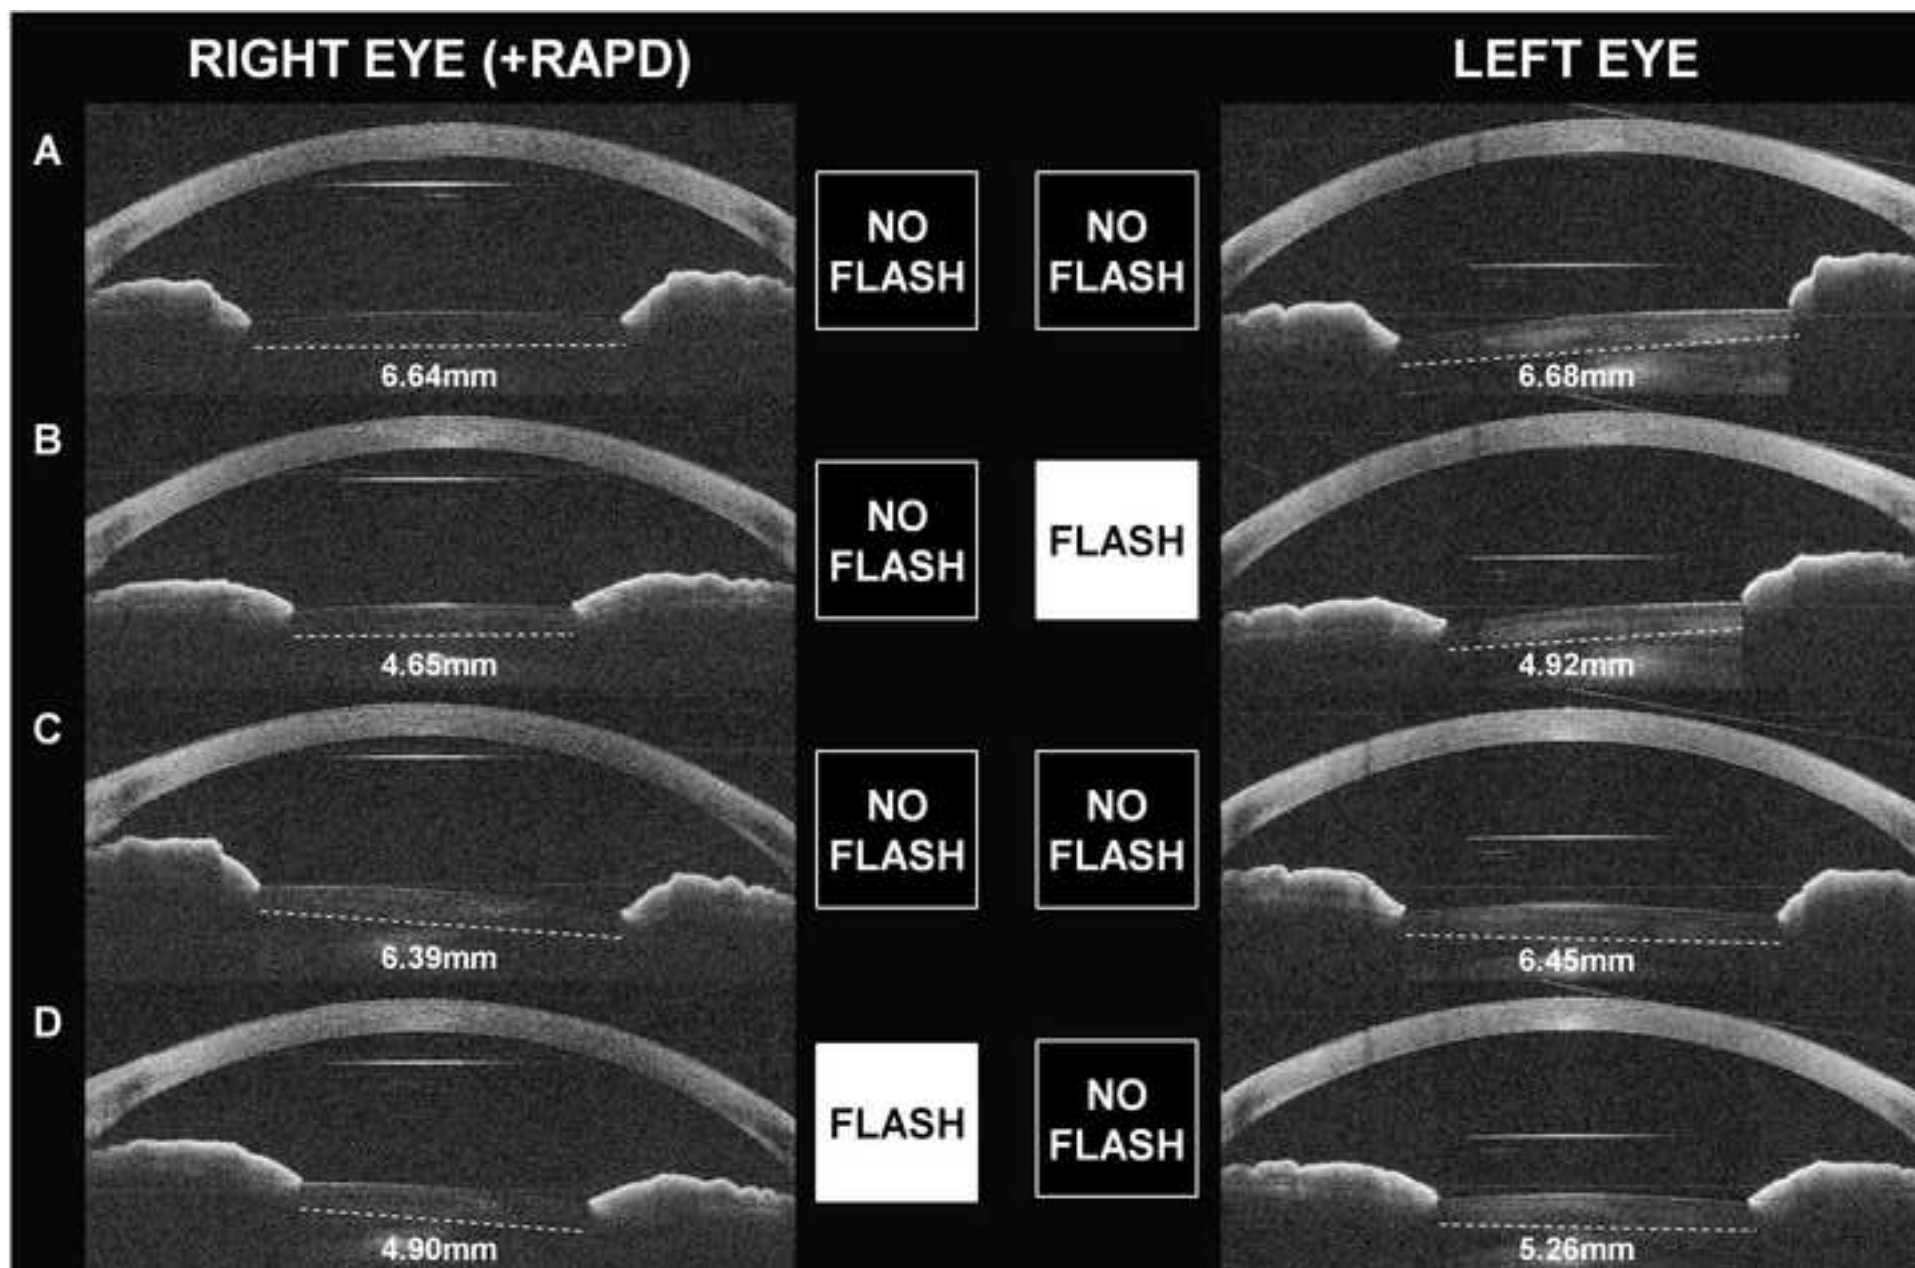 RIGHT EYE (+RAPD)
LEFT EYE
A
NO
FLASH
NO
FLASH
6.64mm
6.68mm
B
NO
FLASH
FLASH
4.65mm
4.92mm
C
NO
FLASH
NO
FLASH
6.39mm
6.45mm
D
FLASH
NO
FLASH
4.90mm
5.26mm